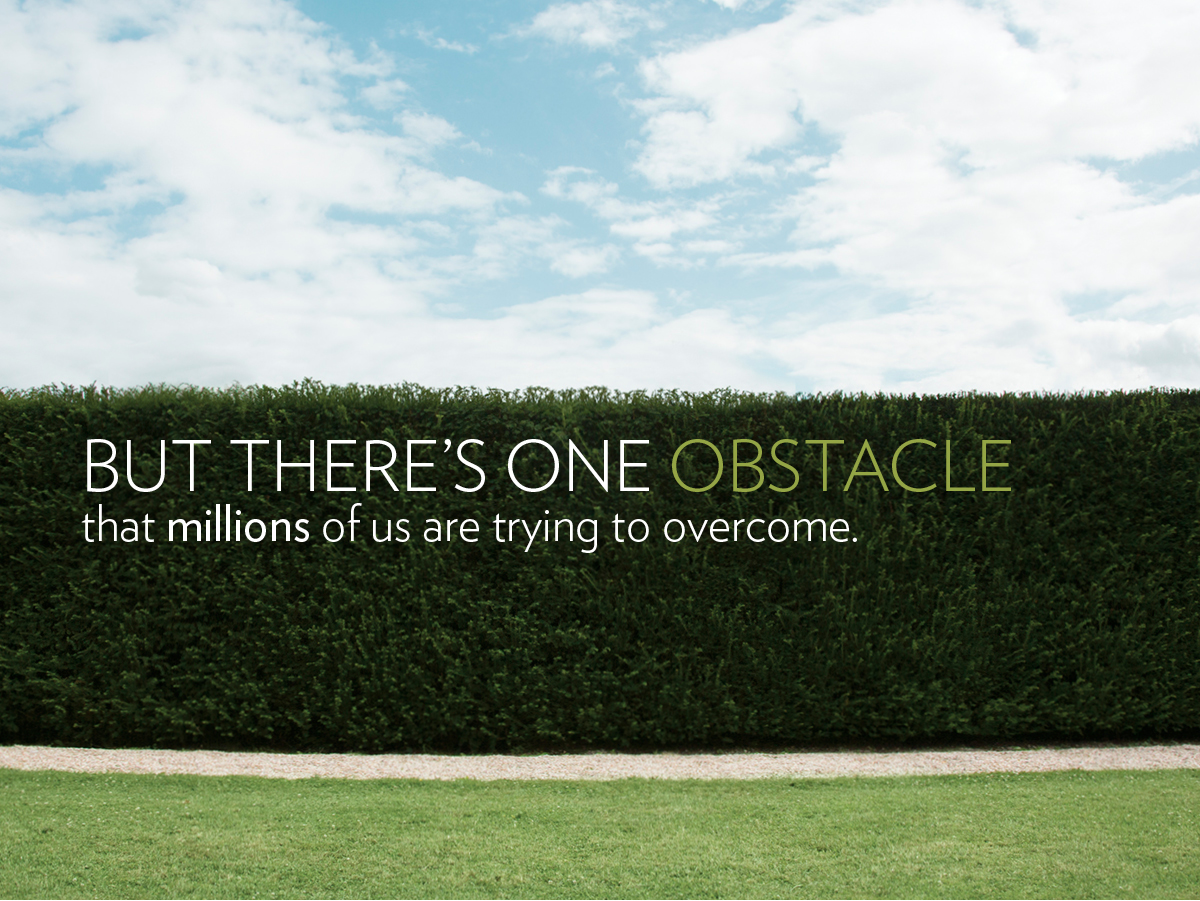 BUT THERE’S ONE OBSTACLE
that millions of us are trying to overcome.